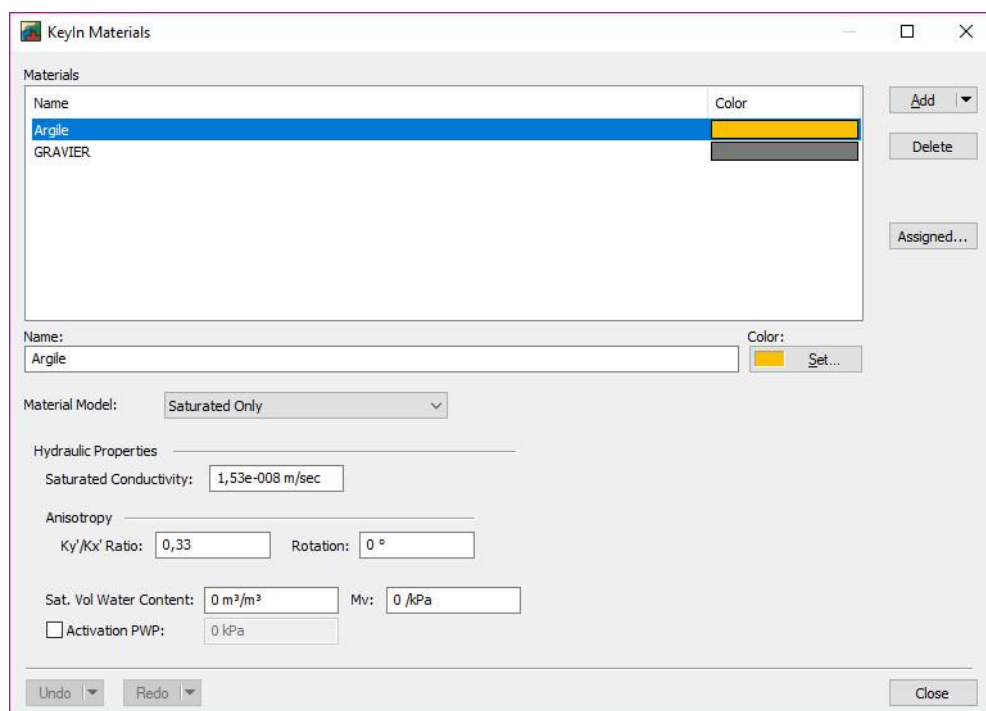 KeyIn Materials
Materials
Name Color
Add
Argile
GRAVIER
Delete
Assigned...
Name: Color:
Argile Set...
Material Model: Saturated Only
Hydraulic Properties
Saturated Conductivity: 1,53e-008 m/sec
Anisotropy
Ky'/Kx' Ratio: 0,33 Rotation: 0 °
Sat. Vol Water Content: 0 m³/m³ Mv: 0 /kPa
Activation PWP: 0 kPa
Undo Redo Close